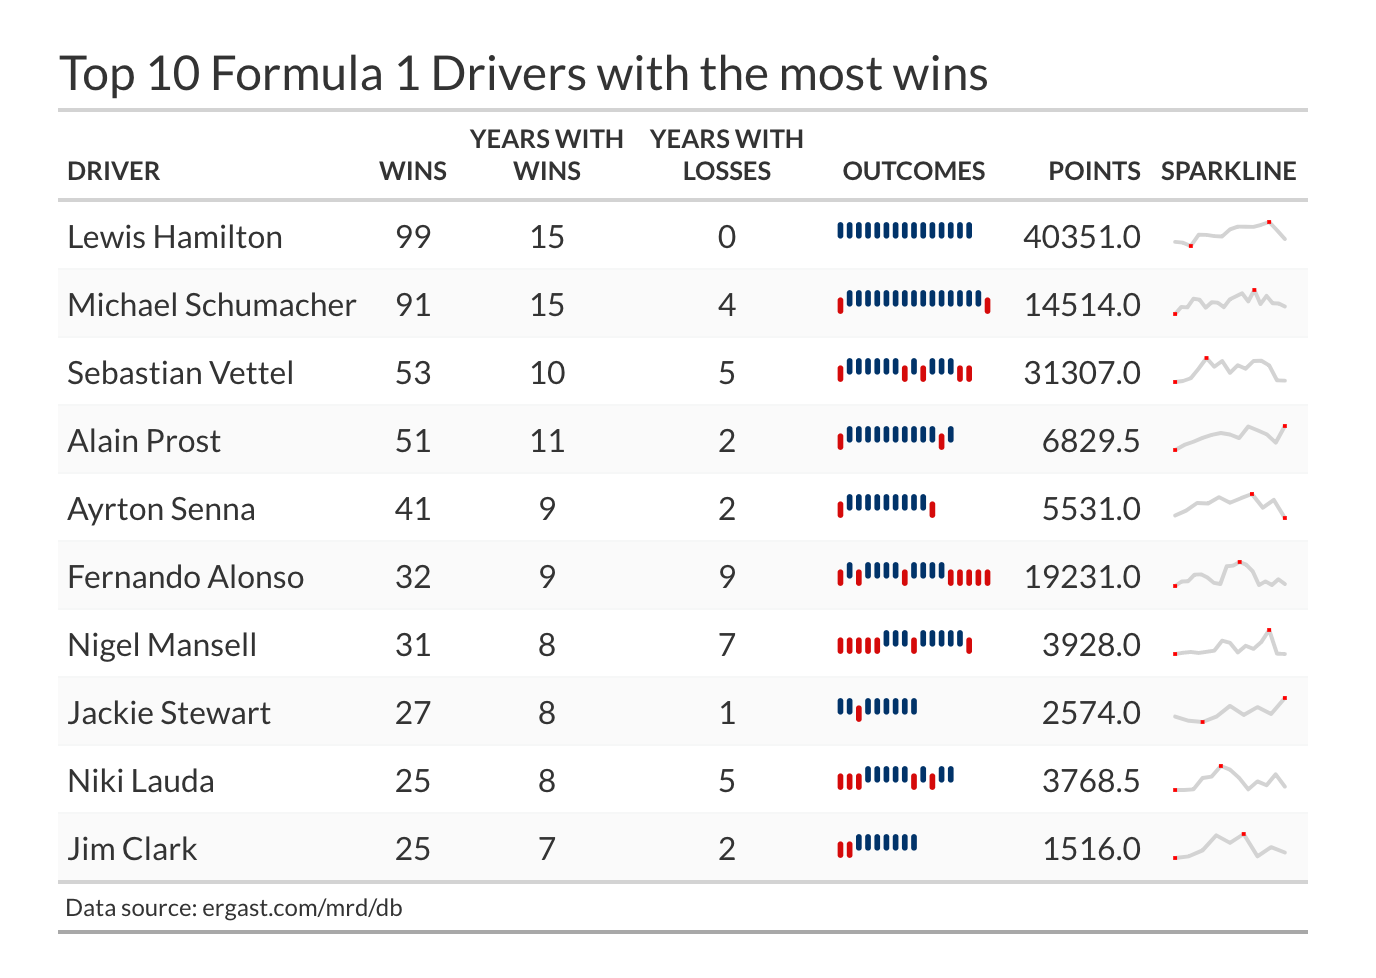 Top 10 Formula 1 Drivers with the most wins
DRIVER WINS YEARS WITH WINS YEARS WITH LOSSES OUTCOMES POINTS SPARKLINE
Lewis Hamilton 99 15 0 40351.0
Michael Schumacher 91 15 4 14514.0
Sebastian Vettel 53 10 5 31307.0
Alain Prost 51 11 2 6829.5
Ayrton Senna 41 9 2 5531.0
Fernando Alonso 32 9 9 19231.0
Nigel Mansell 31 8 7 3928.0
Jackie Stewart 27 8 1 2574.0
Niki Lauda 25 8 5 3768.5
Jim Clark 25 7 2 1516.0
Data source: ergast.com/mrd/db